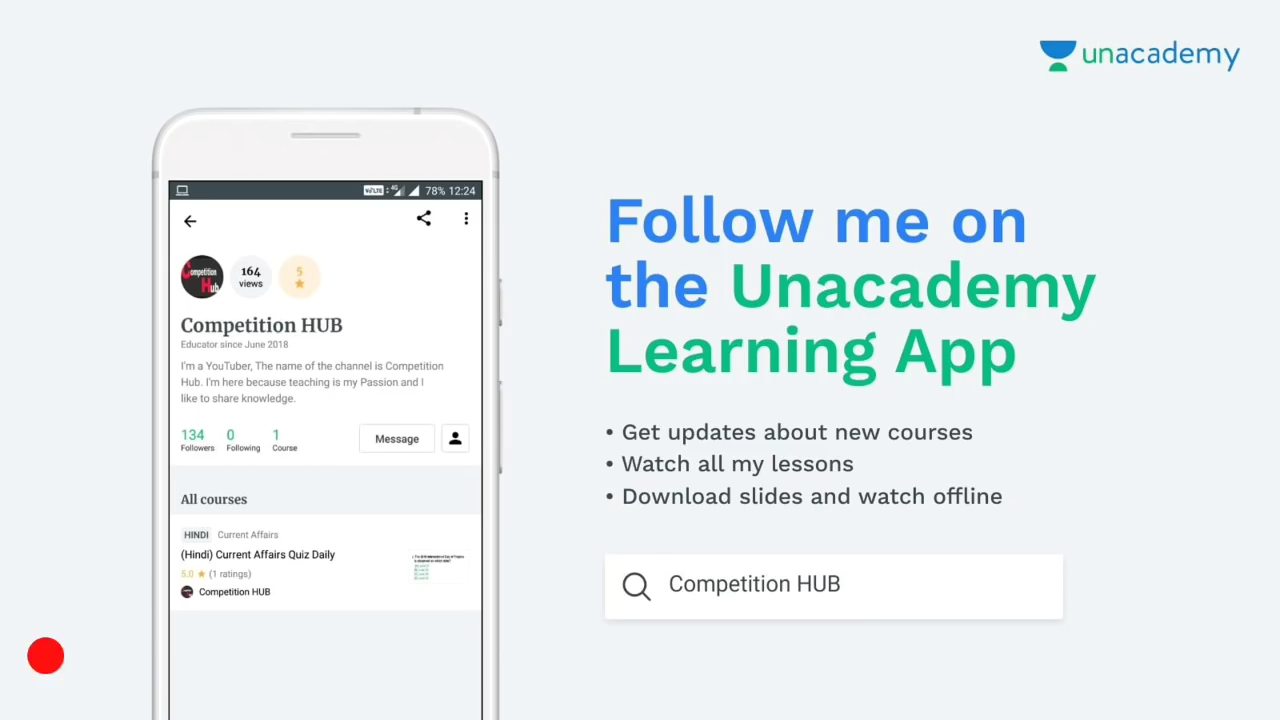 unacademy
VoLTE 4G 78% 12:24
Competition Hub
164 views
5
Competition HUB
Educator since June 2018
I'm a YouTuber, The name of the channel is Competition
Hub. I'm here because teaching is my Passion and I
like to share knowledge.
134 0 1
Followers Following Course
Message
All courses
HINDI Current Affairs
(Hindi) Current Affairs Quiz Daily
5.0 ★ (1 ratings)
Competition HUB
Follow me on
the Unacademy
Learning App
• Get updates about new courses
• Watch all my lessons
• Download slides and watch offline
Competition HUB